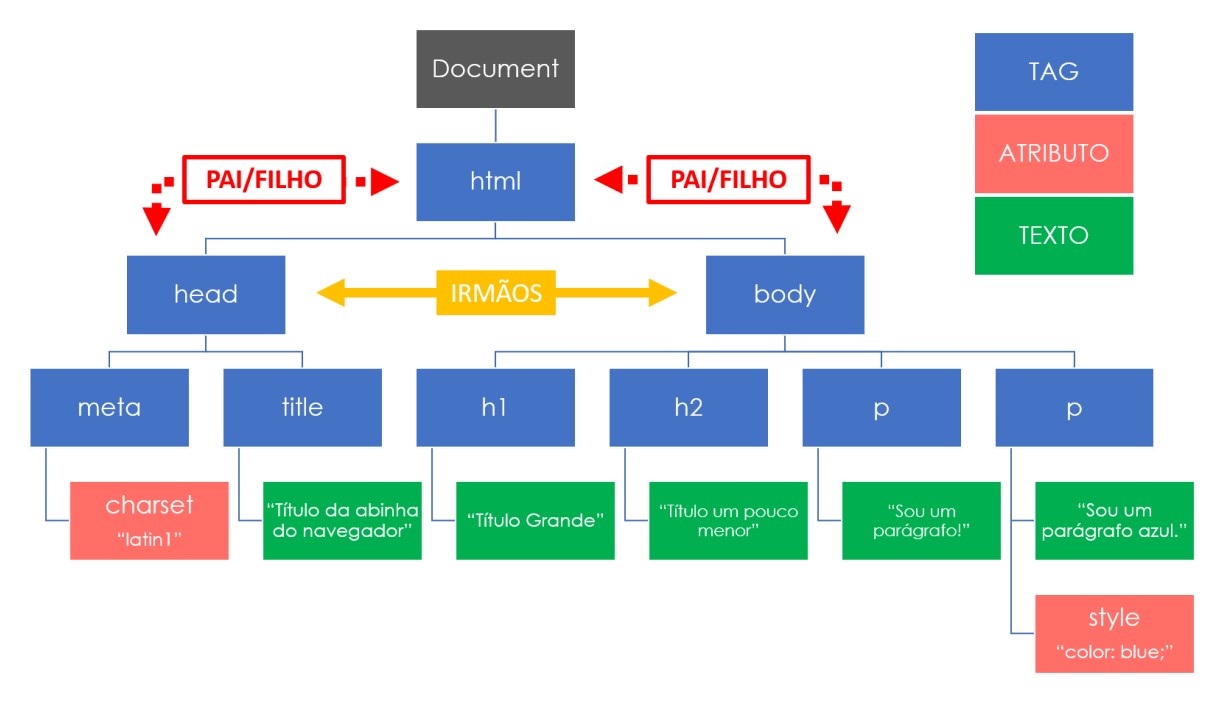 Document
TAG
ATRIBUTO
TEXTO
PAI/FILHO
html
PAI/FILHO
head
IRMÃOS
body
meta
title
h1
h2
p
p
charset
“latin1”
“Título da abinha
do navegador”
“Título Grande”
“Título um pouco
menor”
“Sou um
parágrafo!”
“Sou um
parágrafo azul.”
style
“color: blue;”